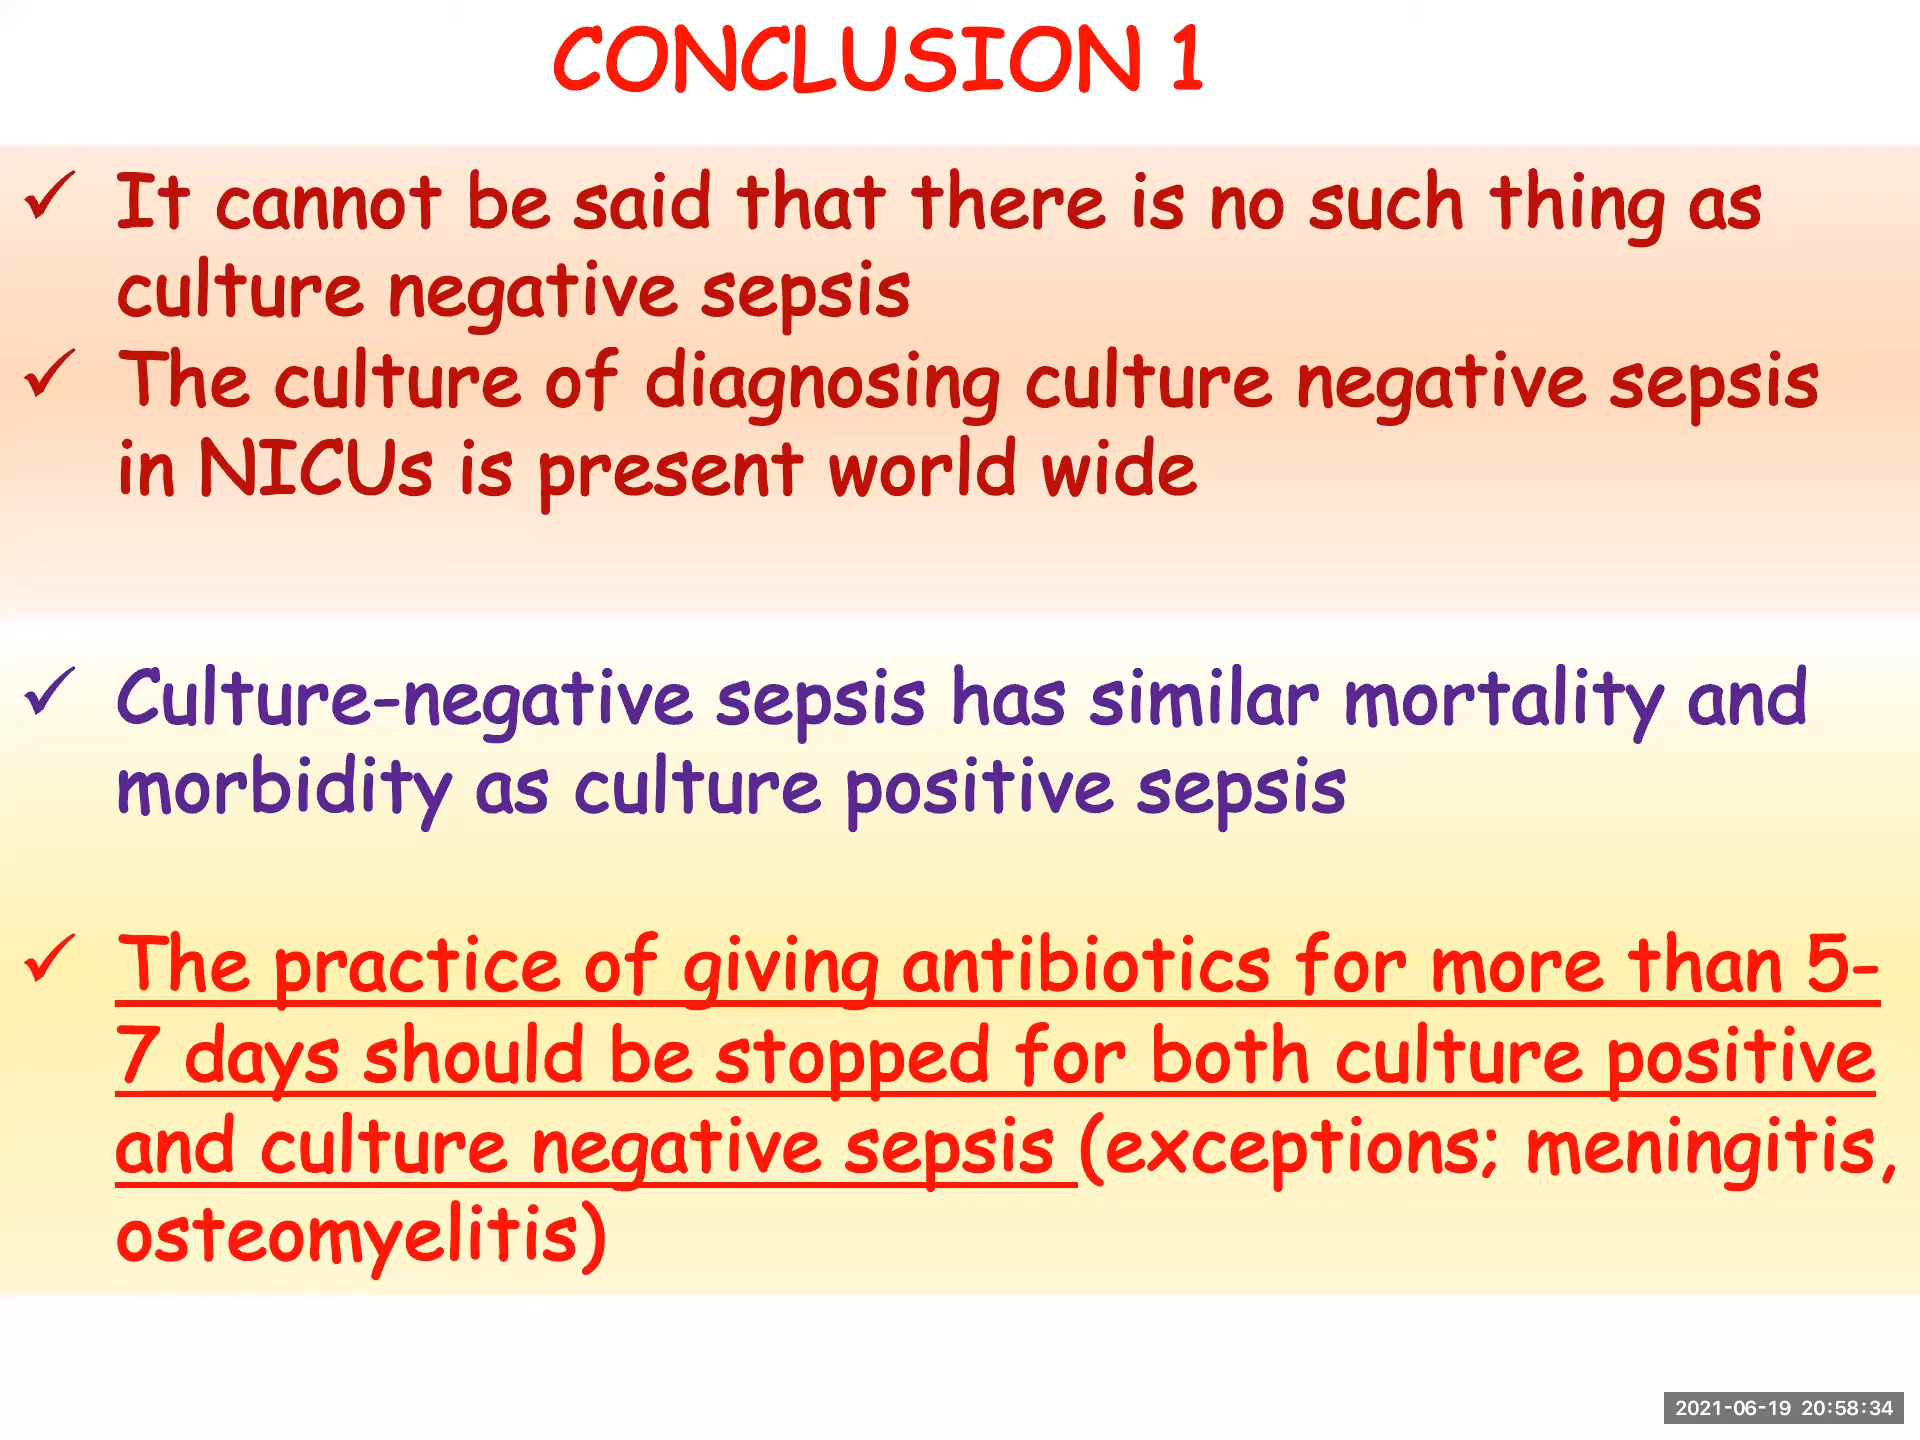 CONCLUSION 1
✓ It cannot be said that there is no such thing as
culture negative sepsis
✓ The culture of diagnosing culture negative sepsis
in NICUs is present world wide
✓ Culture-negative sepsis has similar mortality and
morbidity as culture positive sepsis
✓ The practice of giving antibiotics for more than 5-
7 days should be stopped for both culture positive
and culture negative sepsis (exceptions; meningitis,
osteomyelitis)
2021-06-19 20:58:34